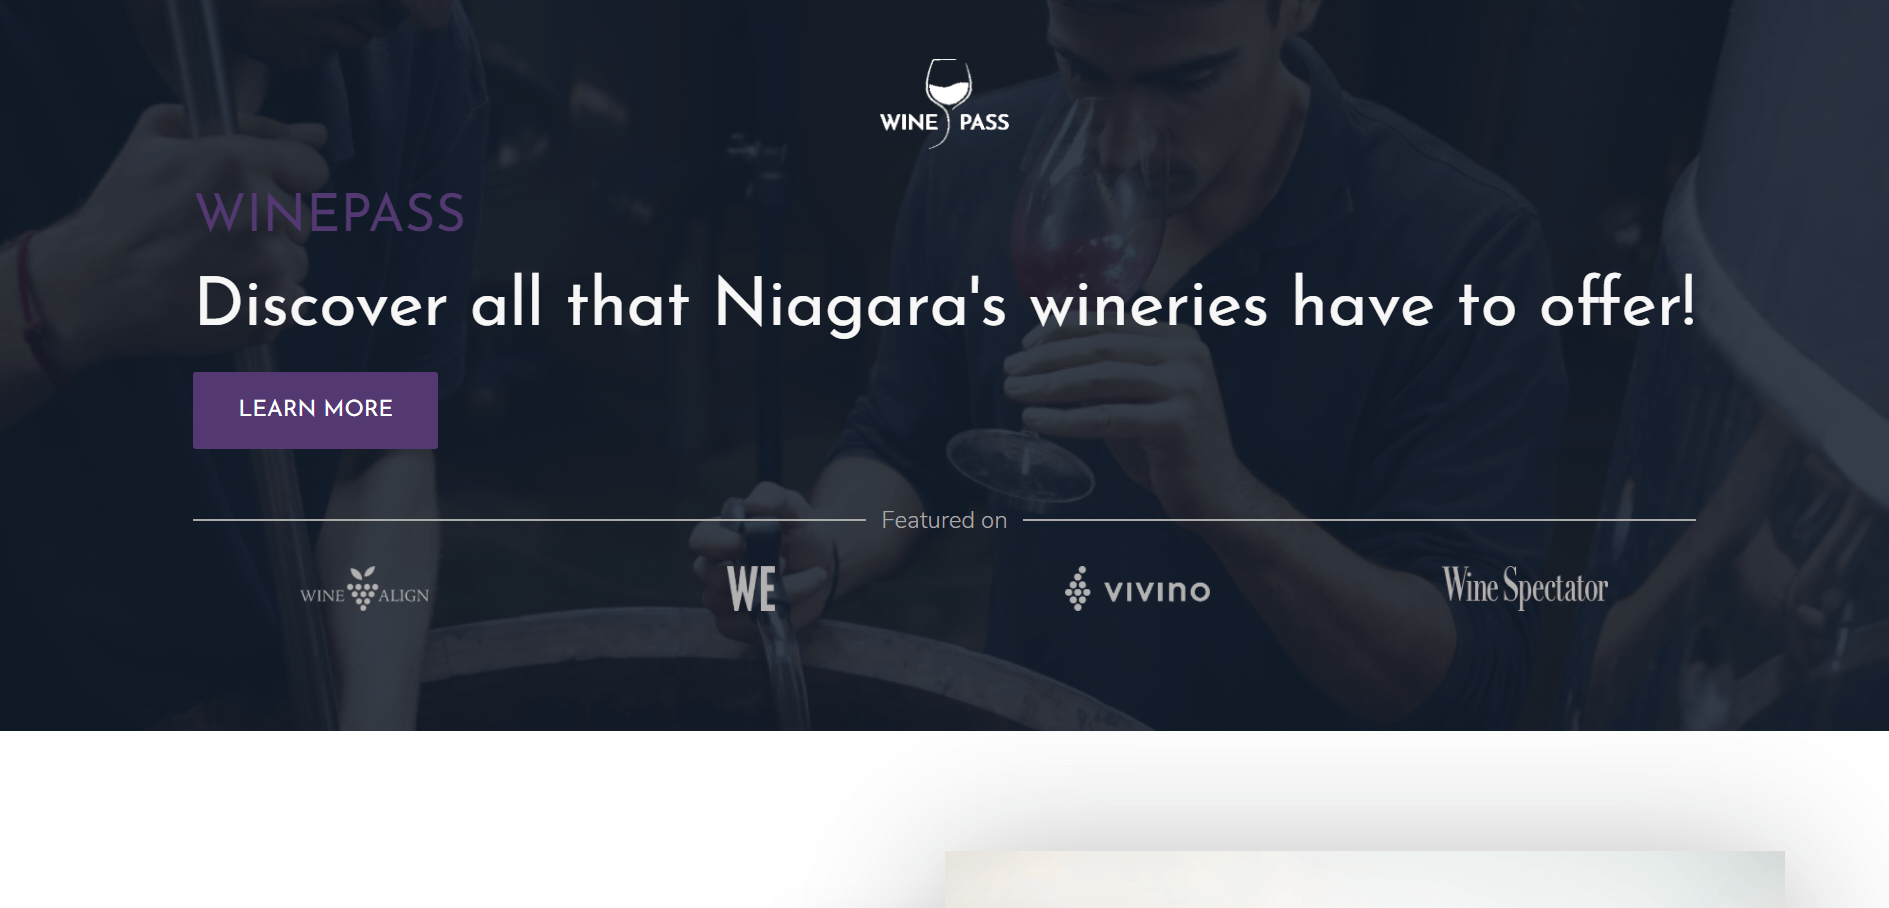 WINE PASS
WINEPASS
Discover all that Niagara's wineries have to offer!
LEARN MORE
Featured on
WINE ALIGN
WE
VIVINO
Wine Spectator